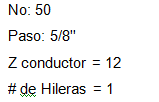 No: 50
Paso: 5/8"
Z conductor = 12
# de Hileras = 1